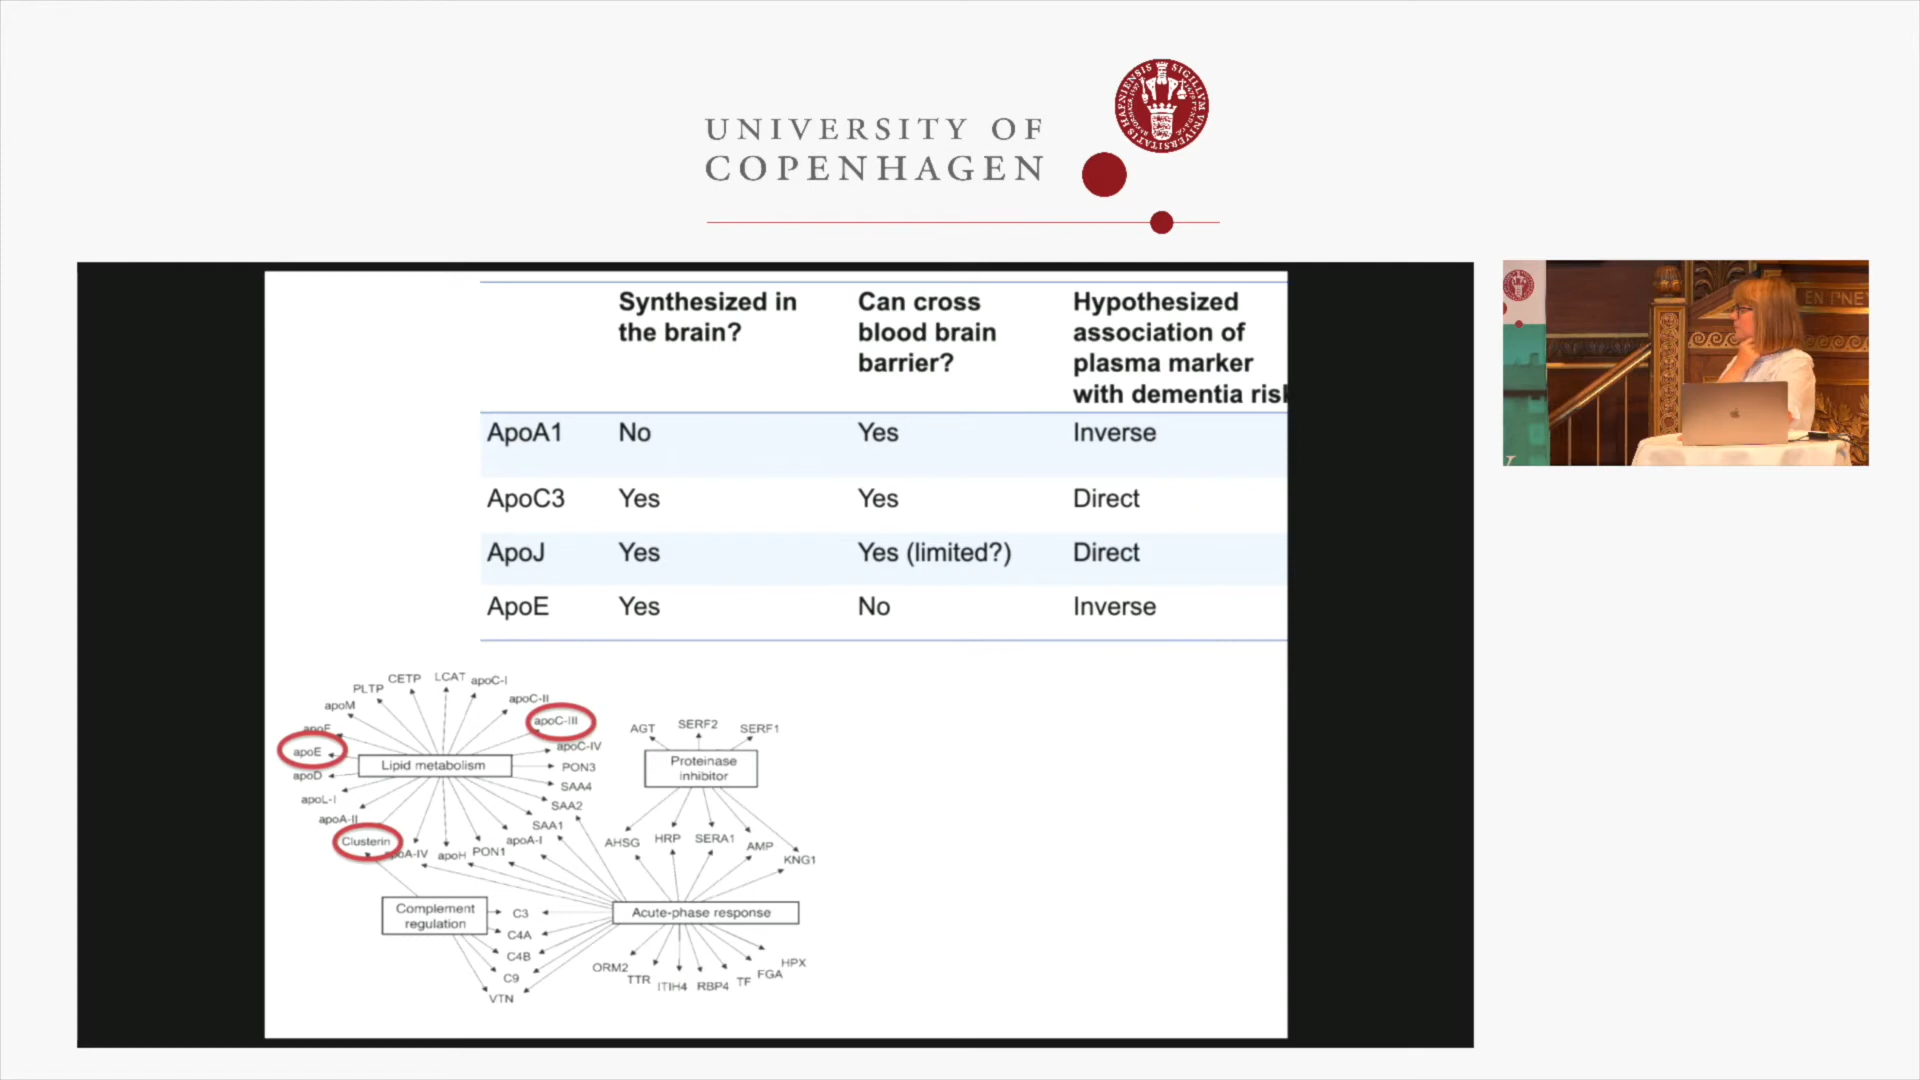 UNIVERSITY OF
COPENHAGEN
Synthesized in
the brain?
Can cross
blood brain
barrier?
Hypothesized
association of
plasma marker
with dementia risk
ApoA1 No Yes Inverse
ApoC3 Yes Yes Direct
ApoJ Yes Yes (limited?) Direct
ApoE Yes No Inverse
PLTP CETP LCAT apoC-I
apoM apoC-II
apoF apoC-III
apoE apoC-IV
Lipid metabolism PON3
apoD SAA4
apoL-I SAA2
apoA-II SAA1
Clusterin apoA-IV apoH PON1 apoA-I
AGT SERF2 SERF1
Proteinase
inhibitor
AHSG HRP SERA1 AMP KNG1
Complement
regulation
C3
C4A
C4B
C9
VTN
Acute-phase response
ORM2 TTR ITIH4 RBP4 TF FGA HPX